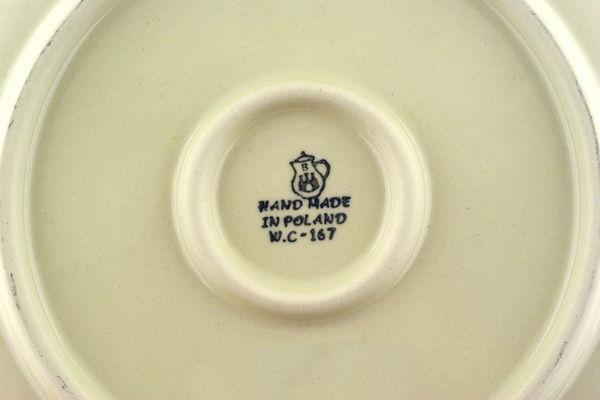 B
HAND MADE
IN POLAND
W.C-167